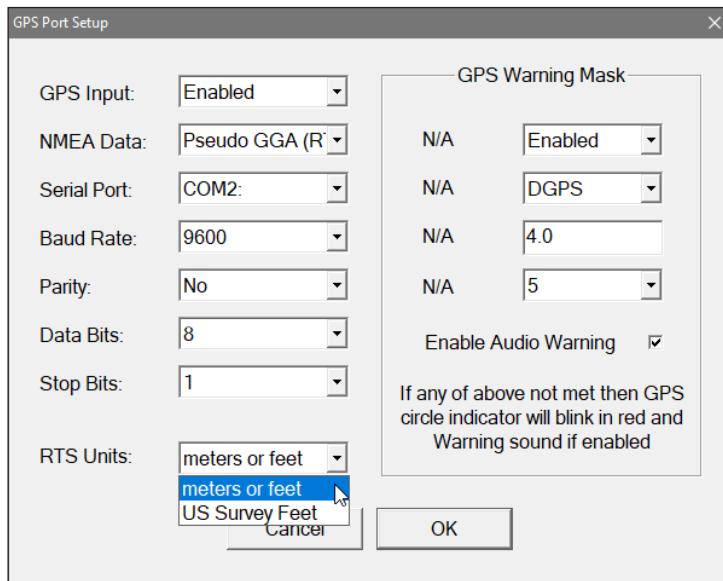 GPS Port Setup
GPS Input: Enabled
NMEA Data: Pseudo GGA (RT
Serial Port: COM2:
Baud Rate: 9600
Parity: No
Data Bits: 8
Stop Bits: 1
RTS Units: meters or feet
meters or feet
US Survey Feet
GPS Warning Mask
N/A Enabled
N/A DGPS
N/A 4.0
N/A 5
Enable Audio Warning
If any of above not met then GPS
circle indicator will blink in red and
Warning sound if enabled
Cancel
OK